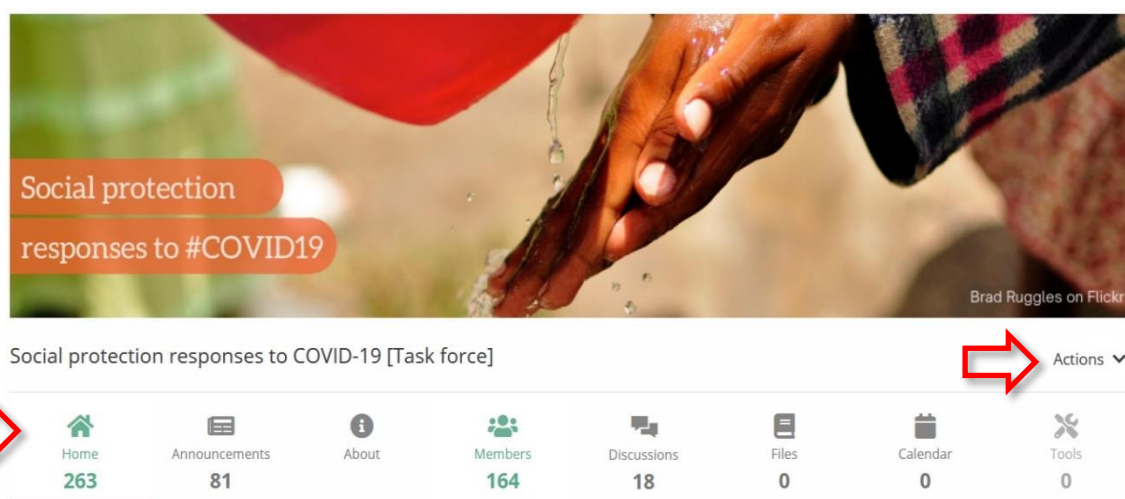 Social protection
responses to #COVID19
Brad Ruggles on Flickr
Social protection responses to COVID-19 [Task force]
Actions
Home
Announcements
About
Members
Discussions
Files
Calendar
Tools
263
81
164
18
0
0
0